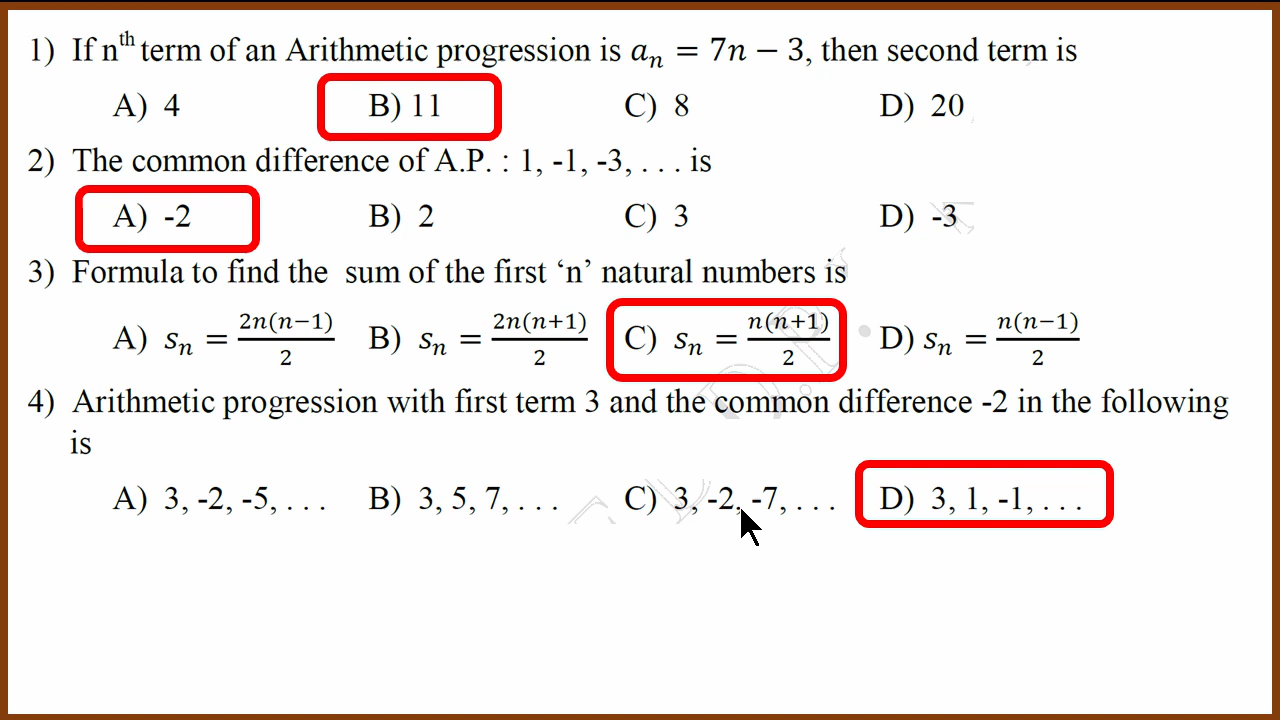 1) If nth term of an Arithmetic progression is aₙ = 7n − 3, then second term is
A) 4 B) 11 C) 8 D) 20
2) The common difference of A.P. : 1, -1, -3, . . . is
A) -2 B) 2 C) 3 D) -3
3) Formula to find the sum of the first ‘n’ natural numbers is
A) sₙ = 2n(n−1)/2 B) sₙ = 2n(n+1)/2 C) sₙ = n(n+1)/2 D) sₙ = n(n−1)/2
4) Arithmetic progression with first term 3 and the common difference -2 in the following
is
A) 3, -2, -5, . . . B) 3, 5, 7, . . . C) 3, -2, -7, . . . D) 3, 1, -1, . . .